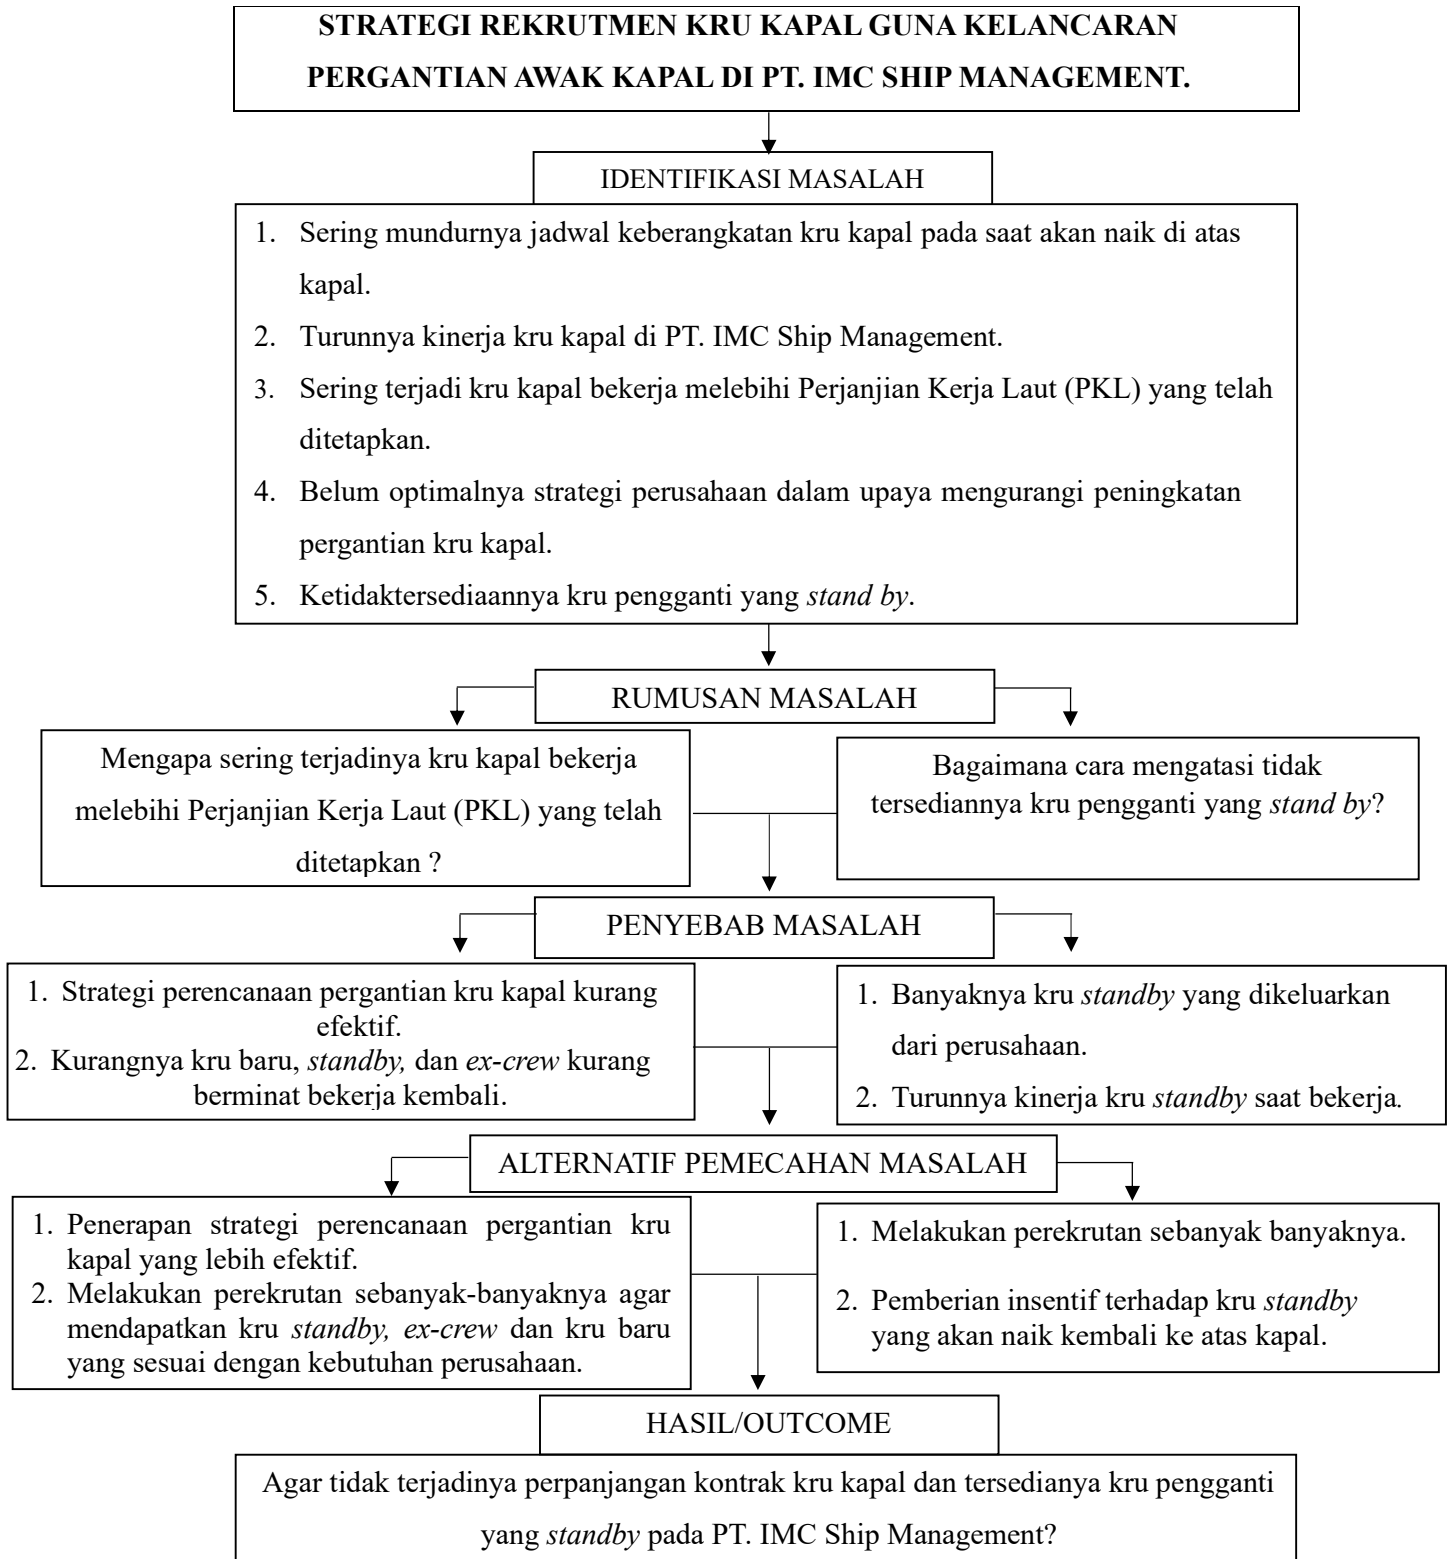 STRATEGI REKRUTMEN KRU KAPAL GUNA KELANCARAN
PERGANTIAN AWAK KAPAL DI PT. IMC SHIP MANAGEMENT.
IDENTIFIKASI MASALAH
1. Sering mundurnya jadwal keberangkatan kru kapal pada saat akan naik di atas
kapal.
2. Turunnya kinerja kru kapal di PT. IMC Ship Management.
3. Sering terjadi kru kapal bekerja melebihi Perjanjian Kerja Laut (PKL) yang telah
ditetapkan.
4. Belum optimalnya strategi perusahaan dalam upaya mengurangi peningkatan
pergantian kru kapal.
5. Ketidaktersediaannya kru pengganti yang stand by.
RUMUSAN MASALAH
Mengapa sering terjadinya kru kapal bekerja
melebihi Perjanjian Kerja Laut (PKL) yang telah
ditetapkan ?
Bagaimana cara mengatasi tidak
tersediannya kru pengganti yang stand by?
PENYEBAB MASALAH
1. Strategi perencanaan pergantian kru kapal kurang
efektif.
2. Kurangnya kru baru, standby, dan ex-crew kurang
berminat bekerja kembali.
1. Banyaknya kru standby yang dikeluarkan
dari perusahaan.
2. Turunnya kinerja kru standby saat bekerja.
ALTERNATIF PEMECAHAN MASALAH
1. Penerapan strategi perencanaan pergantian kru
kapal yang lebih efektif.
2. Melakukan perekrutan sebanyak-banyaknya agar
mendapatkan kru standby, ex-crew dan kru baru
yang sesuai dengan kebutuhan perusahaan.
1. Melakukan perekrutan sebanyak banyaknya.
2. Pemberian insentif terhadap kru standby
yang akan naik kembali ke atas kapal.
HASIL/OUTCOME
Agar tidak terjadinya perpanjangan kontrak kru kapal dan tersedianya kru pengganti
yang standby pada PT. IMC Ship Management?